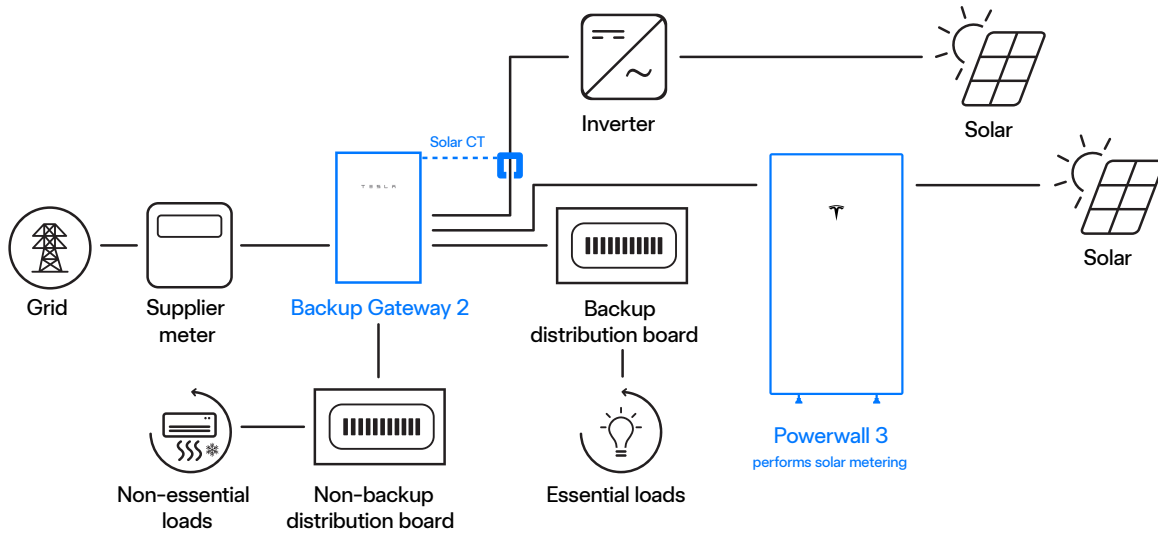 Inverter
Solar
Solar CT
TESLA
Solar
Grid
Supplier
meter
Backup Gateway 2
Backup
distribution board
Powerwall 3
performs solar metering
Non-essential
loads
Non-backup
distribution board
Essential loads